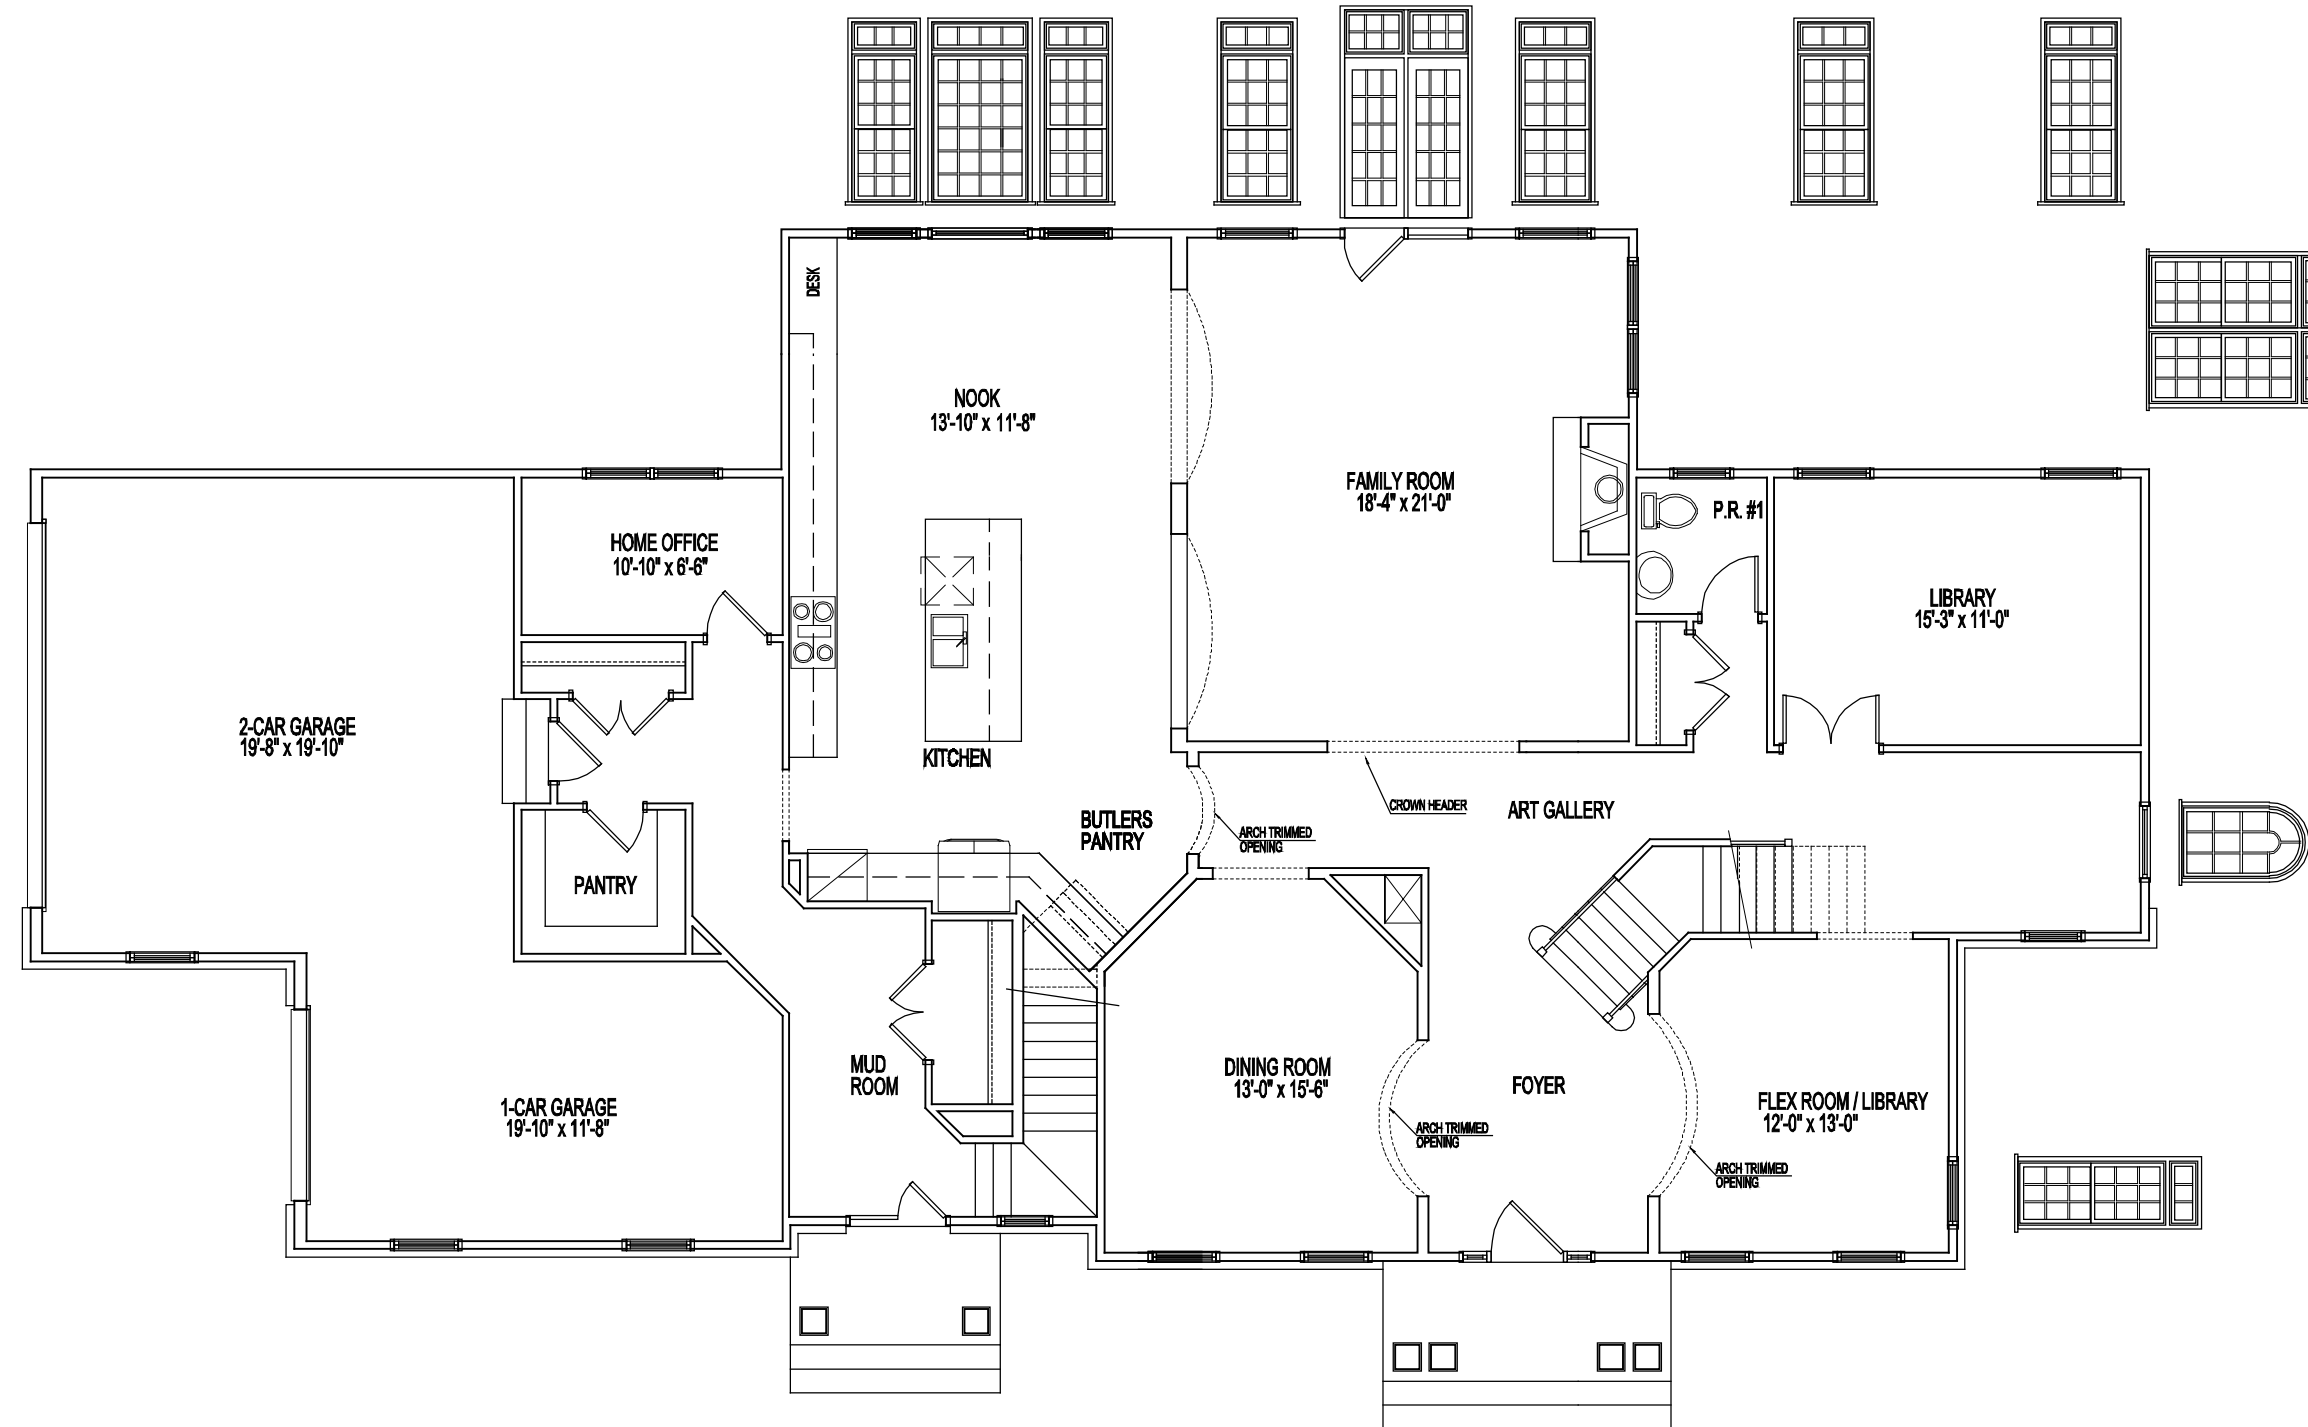 DESK
NOOK
13'-10" x 11'-8"
FAMILY ROOM
18'-4" x 21'-0"
P.R. #1
HOME OFFICE
10'-10" x 6'-6"
LIBRARY
15'-3" x 11'-0"
2-CAR GARAGE
19'-8" x 19'-10"
KITCHEN
CROWN HEADER
ART GALLERY
BUTLERS
PANTRY
ARCH TRIMMED
OPENING
PANTRY
MUD
ROOM
DINING ROOM
13'-0" x 15'-6"
FOYER
FLEX ROOM / LIBRARY
12'-0" x 13'-0"
1-CAR GARAGE
19'-10" x 11'-8"
ARCH TRIMMED
OPENING
ARCH TRIMMED
OPENING